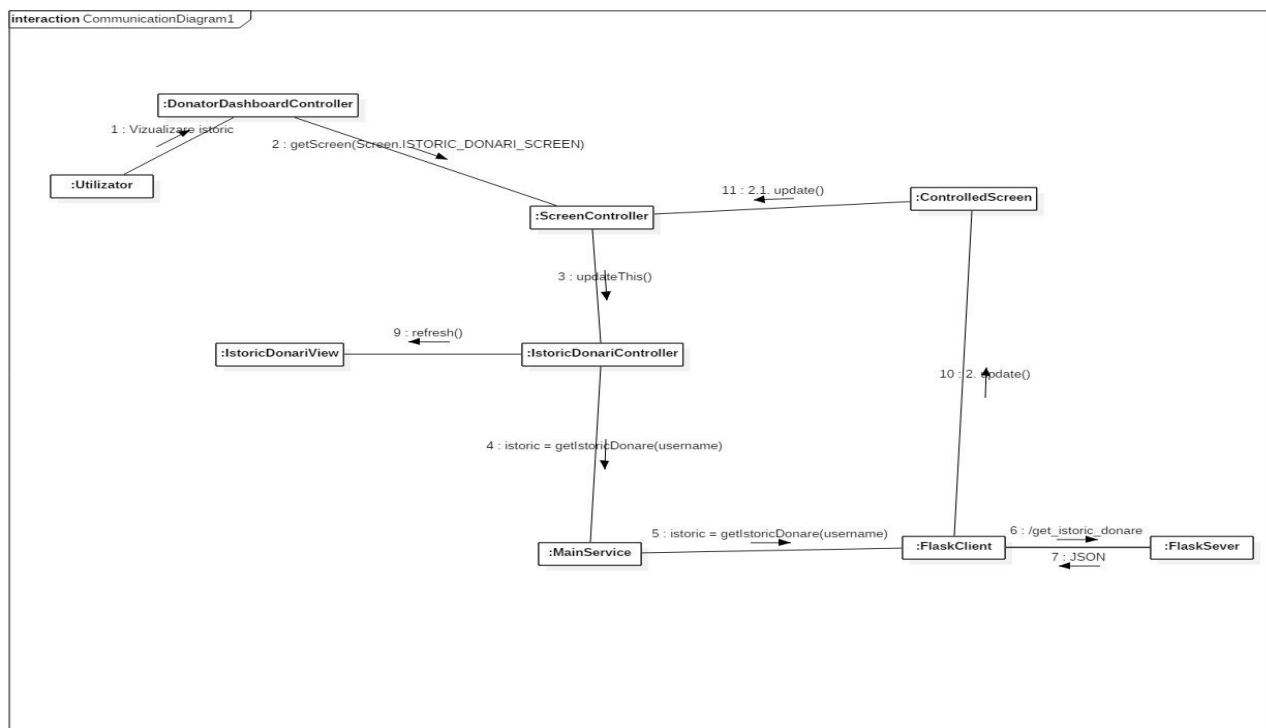 interaction CommunicationDiagram1
:DonatorDashboardController
1 : Vizualizare istoric
2 : getScreen(Screen.ISTORIC_DONARI_SCREEN)
:Utilizator
11 : 2.1. update()
:ControlledScreen
:ScreenController
3 : updateThis()
9 : refresh()
:IstoricDonariView
:IstoricDonariController
10 : 2. update()
4 : istoric = getIstoricDonare(username)
5 : istoric = getIstoricDonare(username)
6 : /get_istoric_donare
:MainService
:FlaskClient
:FlaskSever
7 : JSON